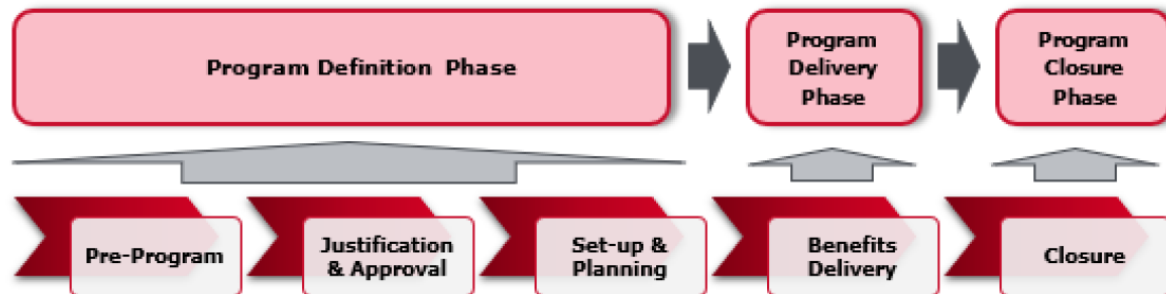 Program Definition Phase
Program
Delivery
Phase
Program
Closure
Phase
Pre-Program
Justification
& Approval
Set-up &
Planning
Benefits
Delivery
Closure